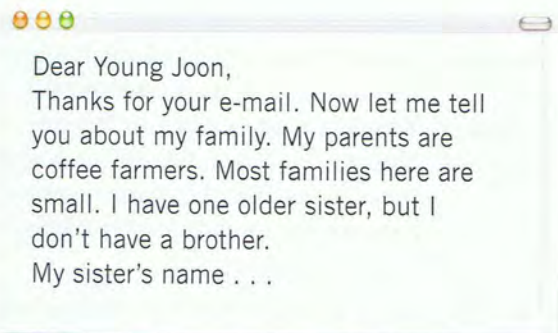 Dear Young Joon,
Thanks for your e-mail. Now let me tell
you about my family. My parents are
coffee farmers. Most families here are
small. I have one older sister, but I
don't have a brother.
My sister's name . . .